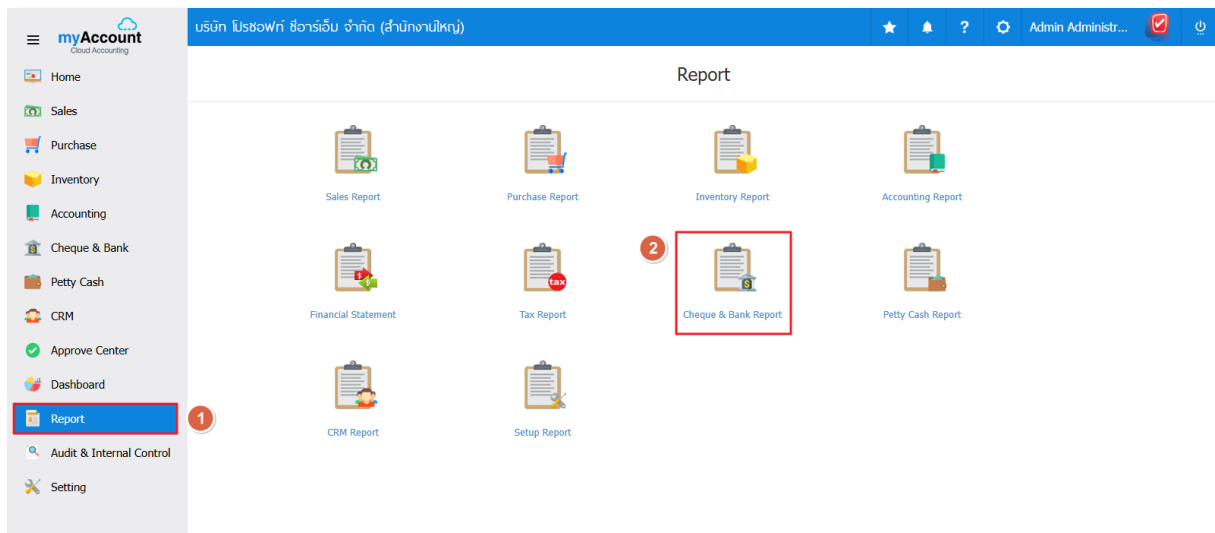 myAccount
Cloud Accounting
บริษัท โปรซอฟท์ ซีอาร์เอ็ม จำกัด (สำนักงานใหญ่)
?
Admin Administr...
Home
Sales
Purchase
Inventory
Accounting
Cheque & Bank
Petty Cash
CRM
Approve Center
Dashboard
Report
1
Audit & Internal Control
Setting
Report
Sales Report
Purchase Report
Inventory Report
Accounting Report
2
$
$
tax
$
Financial Statement
Tax Report
Cheque & Bank Report
Petty Cash Report
CRM Report
Setup Report